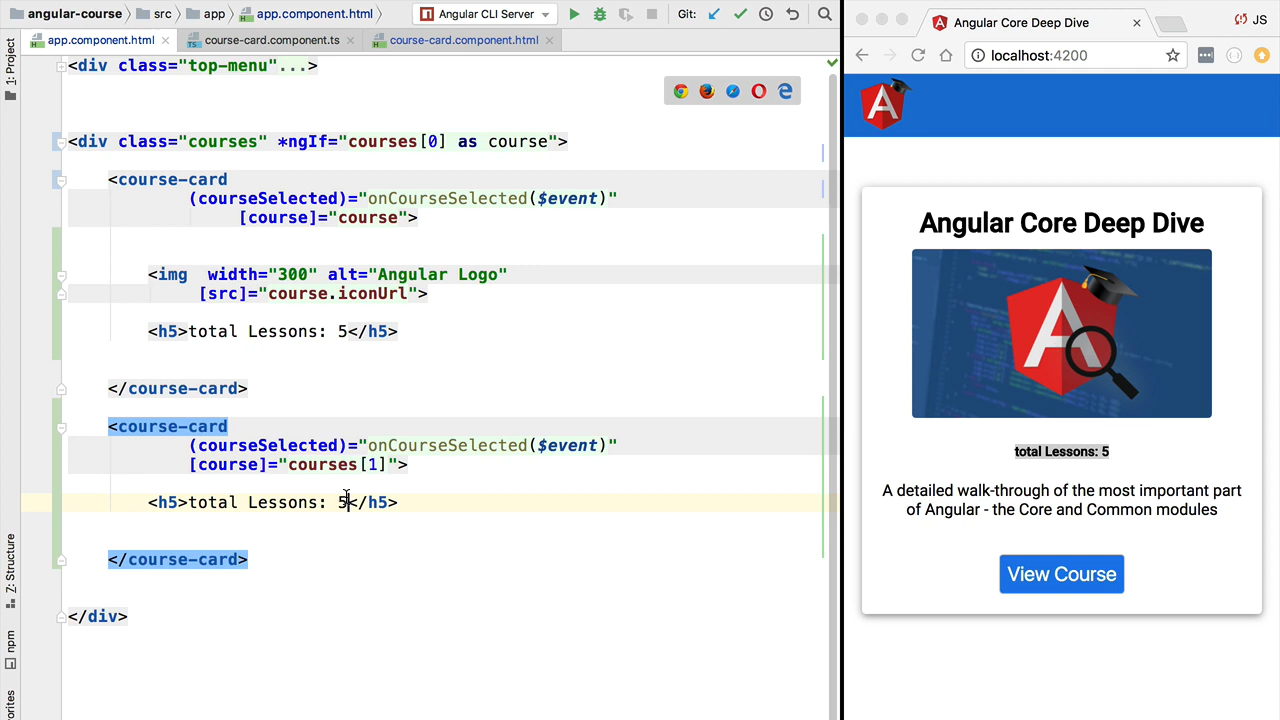 angular-course
src
app
app.component.html
Angular CLI Server
Git:
app.component.html
course-card.component.ts
course-card.component.html
1: Project
Z: Structure
npm
rites
<div class="top-menu"...>
<div class="courses" *ngIf="courses[0] as course">
<course-card
(courseSelected)="onCourseSelected($event)"
[course]="course">
<img  width="300" alt="Angular Logo"
[src]="course.iconUrl">
<h5>total Lessons: 5</h5>
</course-card>
<course-card
(courseSelected)="onCourseSelected($event)"
[course]="courses[1]">
<h5>total Lessons: 5</h5>
</course-card>
</div>
Angular Core Deep Dive
JS
localhost:4200
Angular Core Deep Dive
total Lessons: 5
A detailed walk-through of the most important part
of Angular - the Core and Common modules
View Course